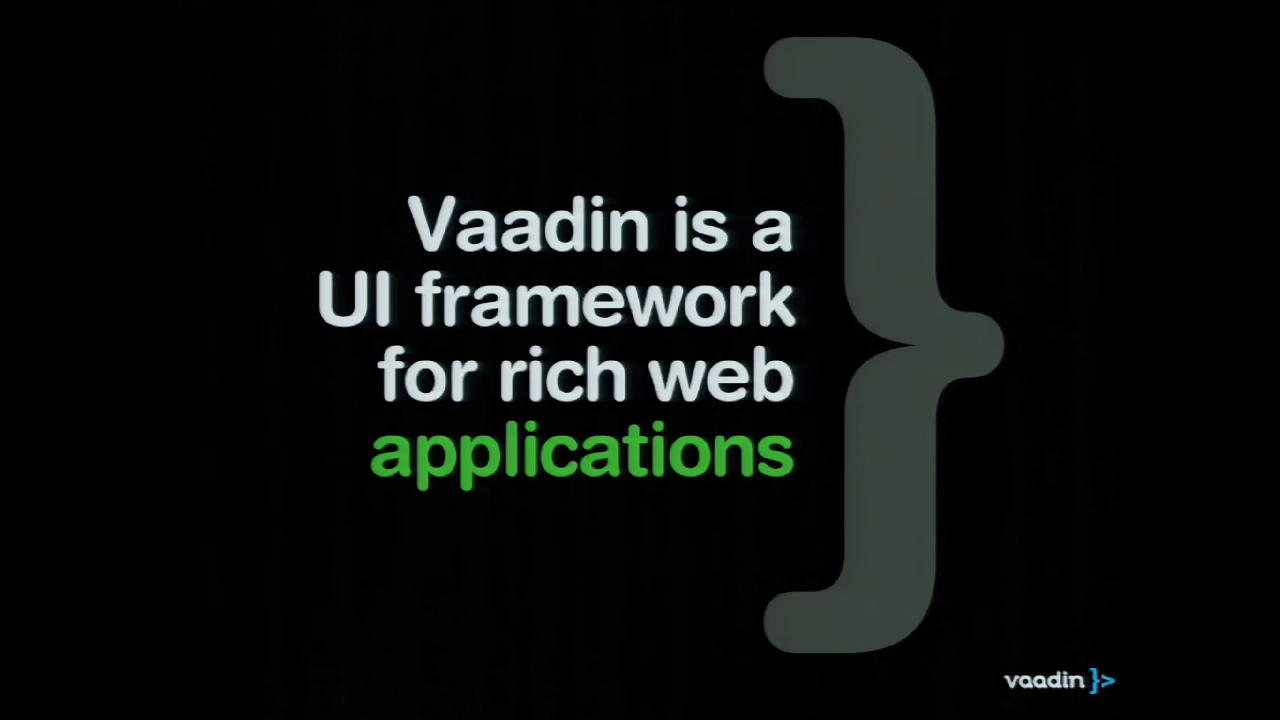 Vaadin is a
UI framework
for rich web
applications
}
vaadin }>